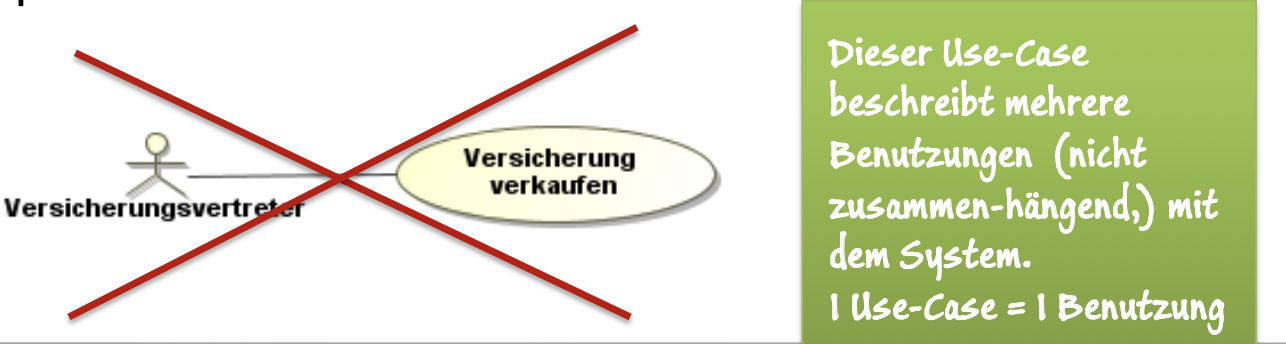 Versicherung
verkaufen
Versicherungsvertreter
Dieser Use-Case
beschreibt mehrere
Benutzungen (nicht
zusammen-hängend,) mit
dem System.
1 Use-Case = 1 Benutzung